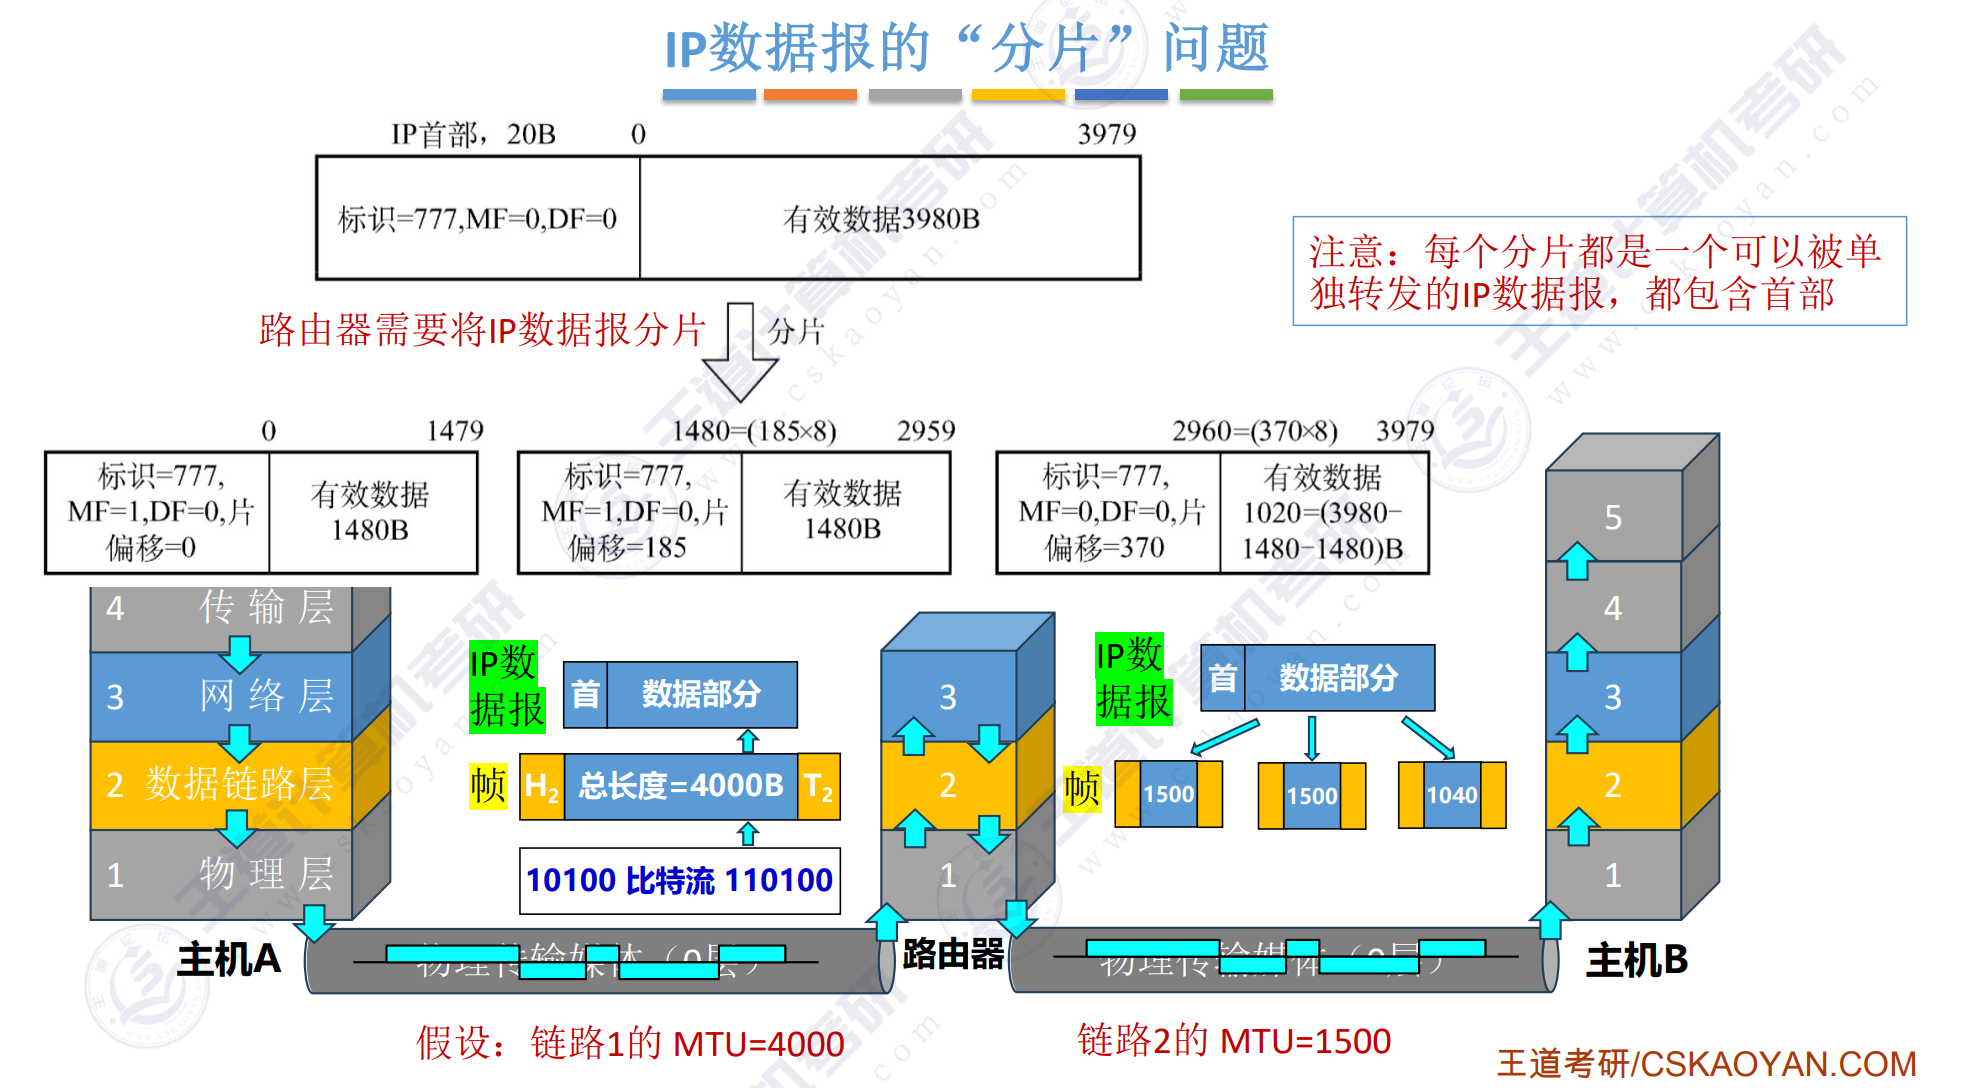 IP数据报的“分片”问题
IP首部，20B
0
3979
标识=777,MF=0,DF=0
有效数据3980B
注意：每个分片都是一个可以被单
独转发的IP数据报，都包含首部
路由器需要将IP数据报分片
分片
0
1479
标识=777,
MF=1,DF=0,片
偏移=0
有效数据
1480B
1480=(185×8)
2959
标识=777,
MF=1,DF=0,片
偏移=185
有效数据
1480B
2960=(370×8)
3979
标识=777,
MF=0,DF=0,片
偏移=370
有效数据
1020=(3980-
1480-1480)B
4 传输层
3 网络层
2 数据链路层
1 物理层
主机A
IP数
据报
首
数据部分
帧
H2
总长度=4000B
T2
10100 比特流 110100
3
2
1
路由器
IP数
据报
首
数据部分
帧
1500
1500
1040
5
4
3
2
1
主机B
物理传输媒体（0层）
物理传输媒体（0层）
假设：链路1的 MTU=4000
链路2的 MTU=1500
王道考研/CSKAOYAN.COM
王道计算机考研
www.cskaoyan.com